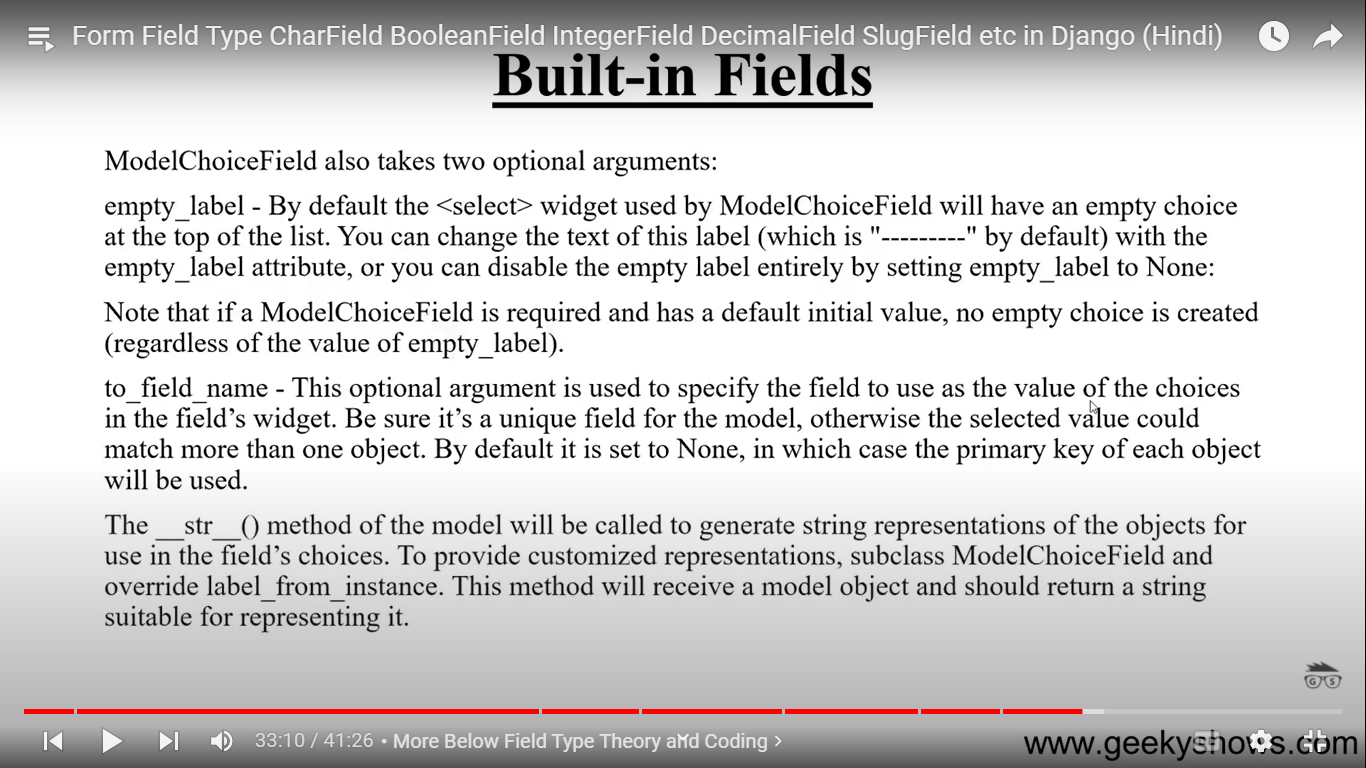 Form Field Type CharField BooleanField IntegerField DecimalField SlugField etc in Django (Hindi)
Built-in Fields
ModelChoiceField also takes two optional arguments:
empty_label - By default the <select> widget used by ModelChoiceField will have an empty choice
at the top of the list. You can change the text of this label (which is "---------" by default) with the
empty_label attribute, or you can disable the empty label entirely by setting empty_label to None:
Note that if a ModelChoiceField is required and has a default initial value, no empty choice is created
(regardless of the value of empty_label).
to_field_name - This optional argument is used to specify the field to use as the value of the choices
in the field’s widget. Be sure it’s a unique field for the model, otherwise the selected value could
match more than one object. By default it is set to None, in which case the primary key of each object
will be used.
The __str__() method of the model will be called to generate string representations of the objects for
use in the field’s choices. To provide customized representations, subclass ModelChoiceField and
override label_from_instance. This method will receive a model object and should return a string
suitable for representing it.
G S
33:10 / 41:26 • More Below Field Type Theory and Coding >
www.geekyshows.com